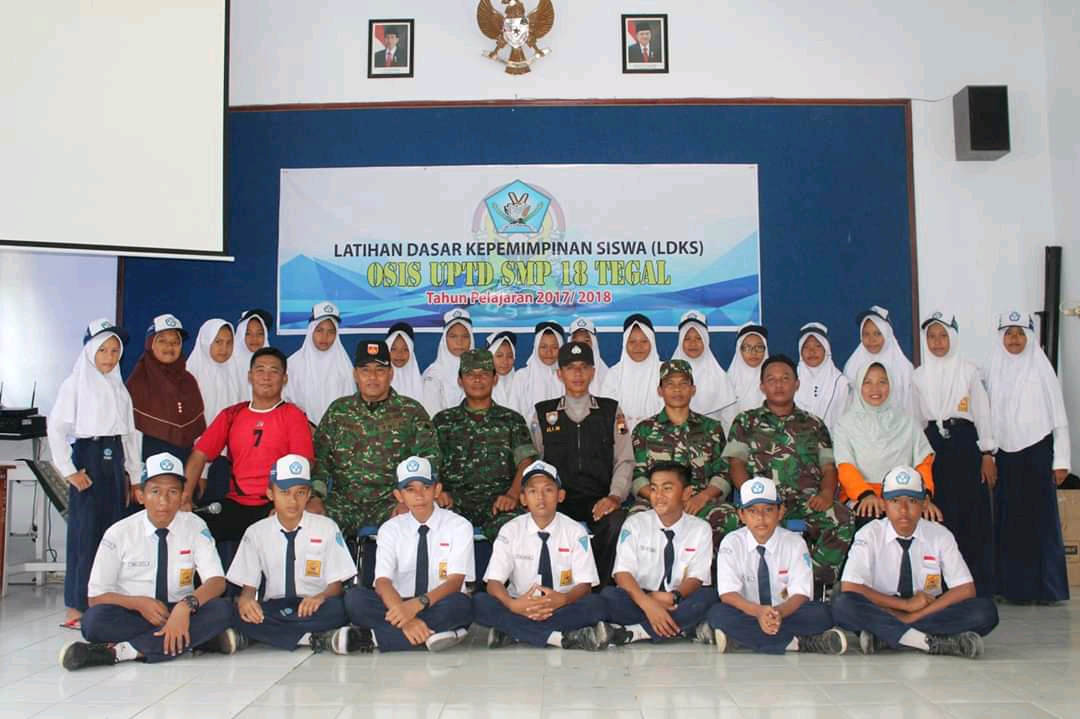 LATIHAN DASAR KEPEMIMPINAN SISWA (LDKS)
OSIS UPTD SMP 18 TEGAL
Tahun Pelajaran 2017/ 2018
7